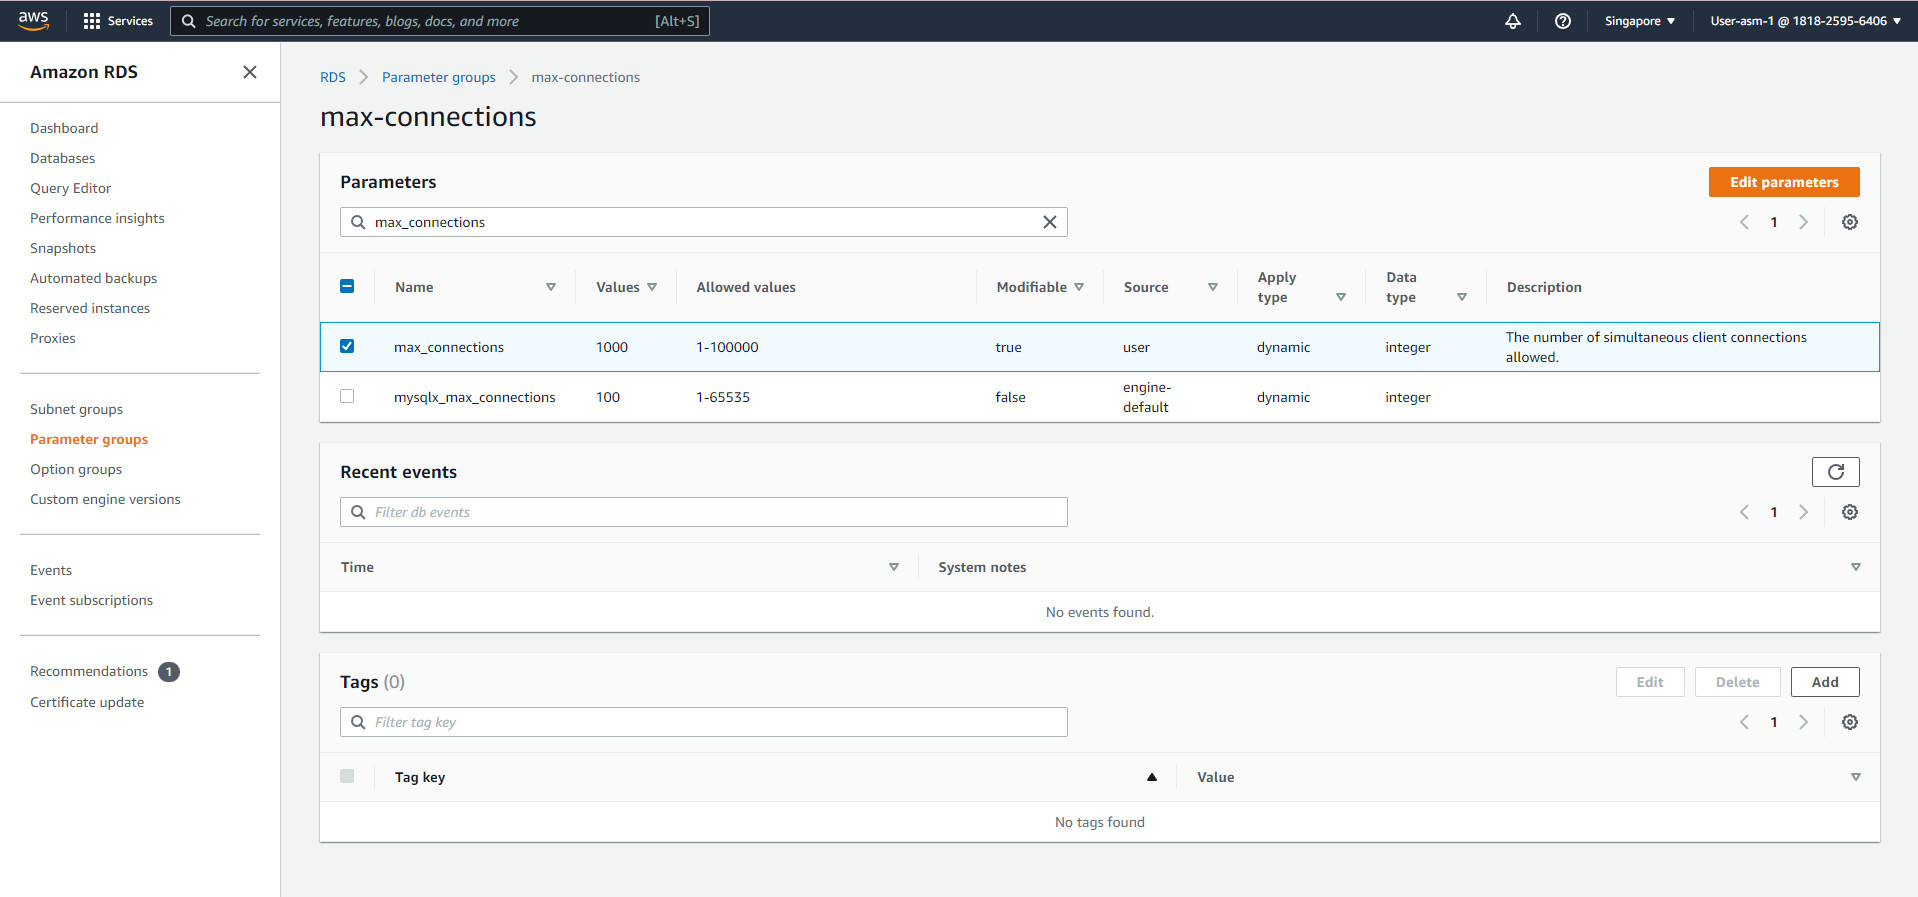 aws Services Search for services, features, blogs, docs, and more [Alt+S] Singapore User-asm-1 @ 1818-2595-6406
Amazon RDS
Dashboard
Databases
Query Editor
Performance insights
Snapshots
Automated backups
Reserved instances
Proxies
Subnet groups
Parameter groups
Option groups
Custom engine versions
Events
Event subscriptions
Recommendations 1
Certificate update
RDS > Parameter groups > max-connections
max-connections
Parameters
Edit parameters
max_connections
1
Name Values Allowed values Modifiable Source Apply type Data type Description
max_connections 1000 1-100000 true user dynamic integer The number of simultaneous client connections allowed.
mysqlx_max_connections 100 1-65535 false engine-default dynamic integer
Recent events
Filter db events
1
Time System notes
No events found.
Tags (0)
Edit Delete Add
Filter tag key
1
Tag key Value
No tags found